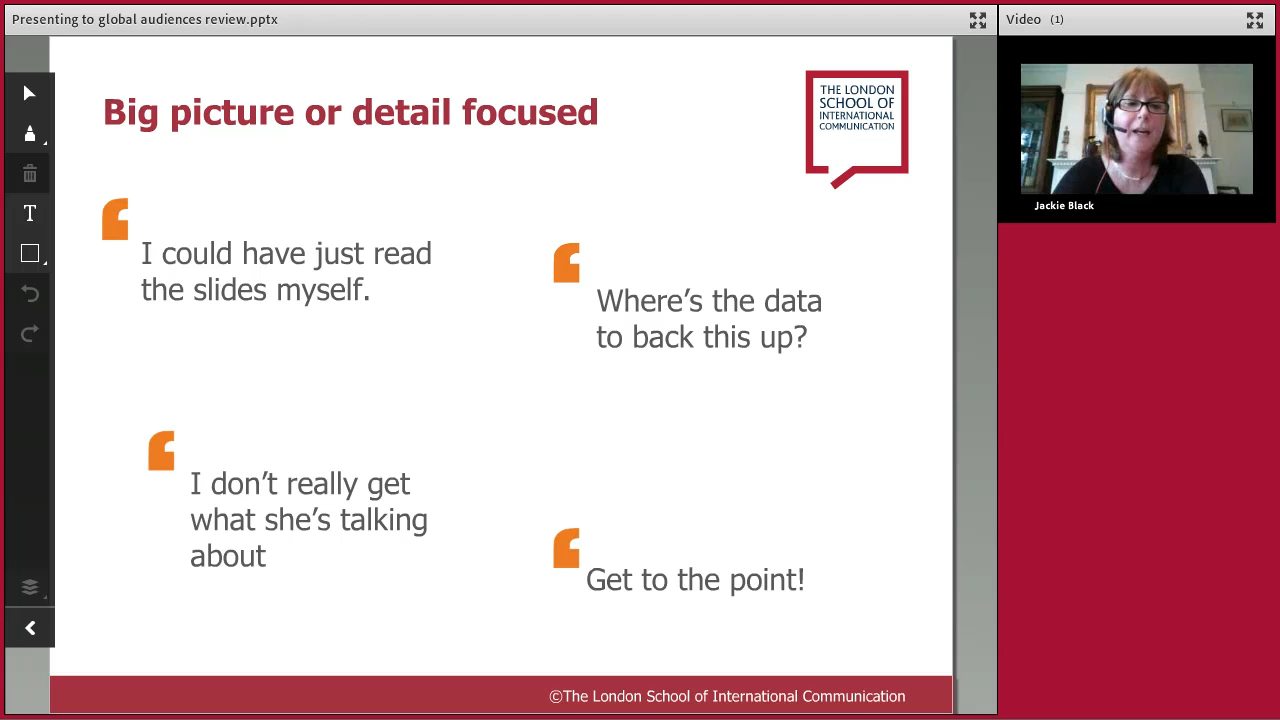 Presenting to global audiences review.pptx
Video (1)
Big picture or detail focused
THE LONDON
SCHOOL OF
INTERNATIONAL
COMMUNICATION
I could have just read
the slides myself.
Where’s the data
to back this up?
I don’t really get
what she’s talking
about
Get to the point!
©The London School of International Communication
Jackie Black
T